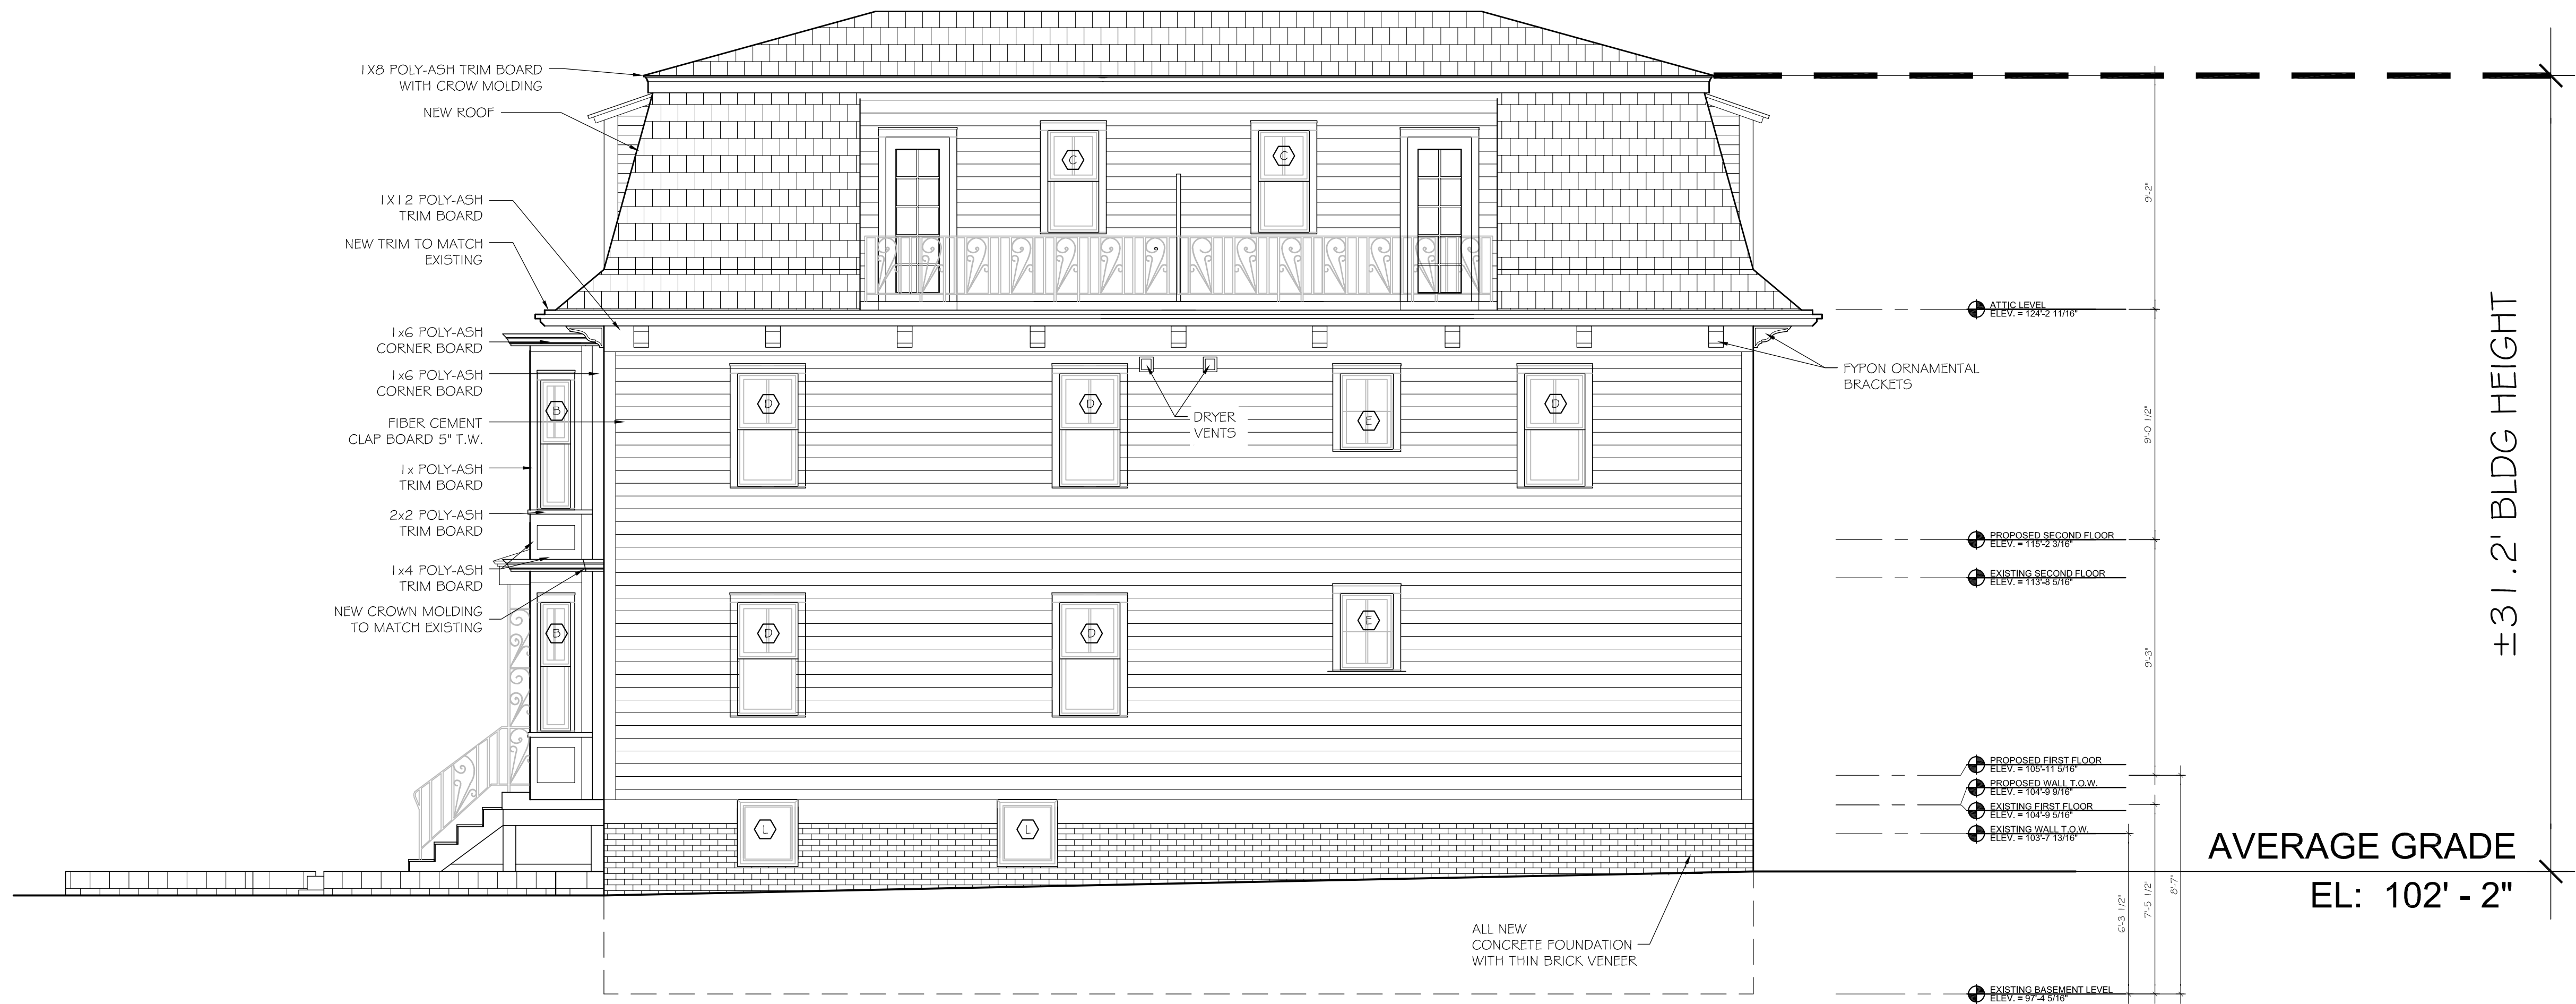 1X8 POLY-ASH TRIM BOARD
WITH CROW MOLDING
NEW ROOF
1X12 POLY-ASH
TRIM BOARD
NEW TRIM TO MATCH
EXISTING
1x6 POLY-ASH
CORNER BOARD
1x6 POLY-ASH
CORNER BOARD
FIBER CEMENT
CLAP BOARD 5" T.W.
1x POLY-ASH
TRIM BOARD
2x2 POLY-ASH
TRIM BOARD
1x4 POLY-ASH
TRIM BOARD
NEW CROWN MOLDING
TO MATCH EXISTING
C
C
B
D
D
E
D
DRYER
VENTS
B
D
D
E
L
L
FYPON ORNAMENTAL
BRACKETS
ALL NEW
CONCRETE FOUNDATION
WITH THIN BRICK VENEER
ATTIC LEVEL
ELEV. = 124'-2 11/16"
PROPOSED SECOND FLOOR
ELEV. = 115'-2 3/16"
EXISTING SECOND FLOOR
ELEV. = 113'-8 5/16"
PROPOSED FIRST FLOOR
ELEV. = 105'-11 5/16"
PROPOSED WALL T.O.W.
ELEV. = 104'-9 9/16"
EXISTING FIRST FLOOR
ELEV. = 104'-9 5/16"
EXISTING WALL T.O.W.
ELEV. = 103'-7 13/16"
EXISTING BASEMENT LEVEL
ELEV. = 97'-4 5/16"
9'-2"
9'-0 1/2"
9'-3"
6'-3 1/2"
7'-5 1/2"
8'-7"
±31.2' BLDG HEIGHT
AVERAGE GRADE
EL: 102' - 2"